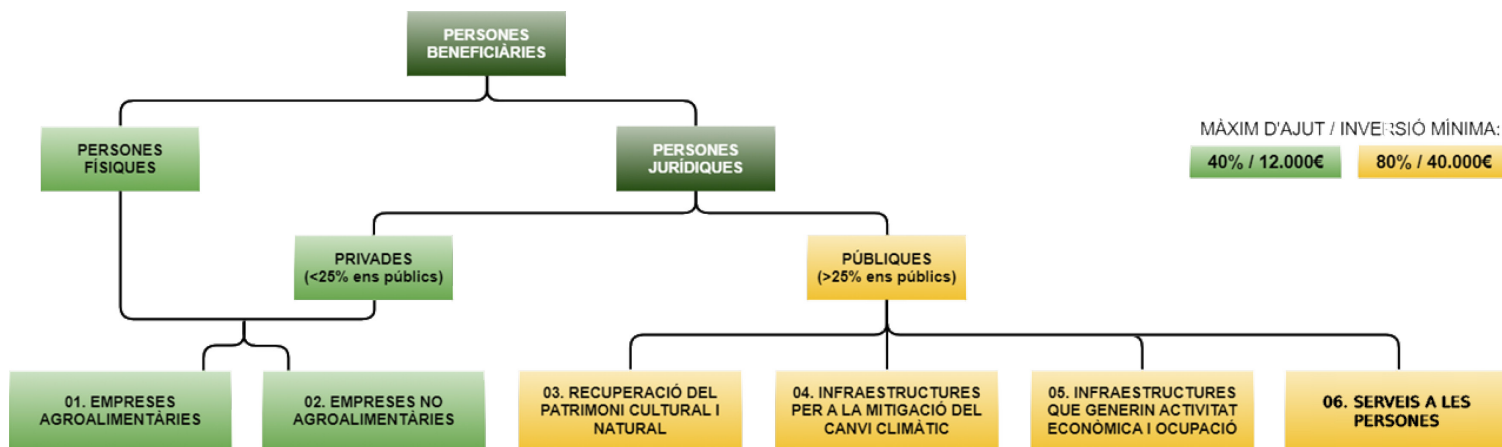 PERSONES
BENEFICIÀRIES
PERSONES
FÍSIQUES
PERSONES
JURÍDIQUES
MÀXIM D'AJUT / INVERSIÓ MÍNIMA:
40% / 12.000€
80% / 40.000€
PRIVADES
(<25% ens públics)
PÚBLIQUES
(>25% ens públics)
01. EMPRESES
AGROALIMENTÀRIES
02. EMPRESES NO
AGROALIMENTÀRIES
03. RECUPERACIÓ DEL
PATRIMONI CULTURAL I
NATURAL
04. INFRAESTRUCTURES
PER A LA MITIGACIÓ DEL
CANVI CLIMÀTIC
05. INFRAESTRUCTURES
QUE GENERIN ACTIVITAT
ECONÒMICA I OCUPACIÓ
06. SERVEIS A LES
PERSONES